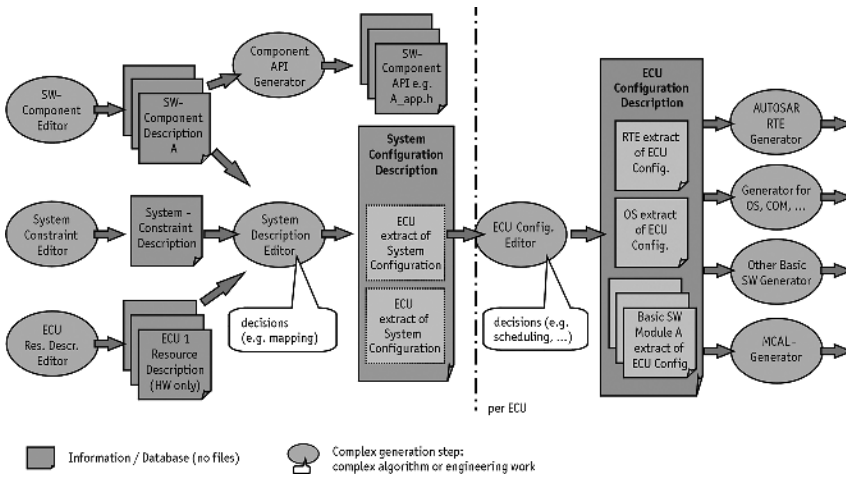 SW-
Component
Editor
SW-
Component
Description
A
Component
API
Generator
SW-
Component
API e.g.
A_app.h
System
Constraint
Editor
System -
Constraint
Description
System
Description
Editor
decisions
(e.g. mapping)
ECU
Res. Descr.
Editor
ECU 1
Resource
Description
(HW only)
System
Configuration
Description
ECU
extract of
System
Configuration
ECU
extract of
System
Configuration
ECU Config.
Editor
decisions (e.g.
scheduling, ...)
per ECU
ECU
Configuration
Description
RTE extract
of ECU
Config.
OS extract
of ECU
Config.
Basic SW
Module A
extract of
ECU Config
AUTOSAR
RTE
Generator
Generator for
OS, COM, ...
Other Basic
SW Generator
MCAL-
Generator
Information / Database (no files)
Complex generation step:
complex algorithm or engineering work